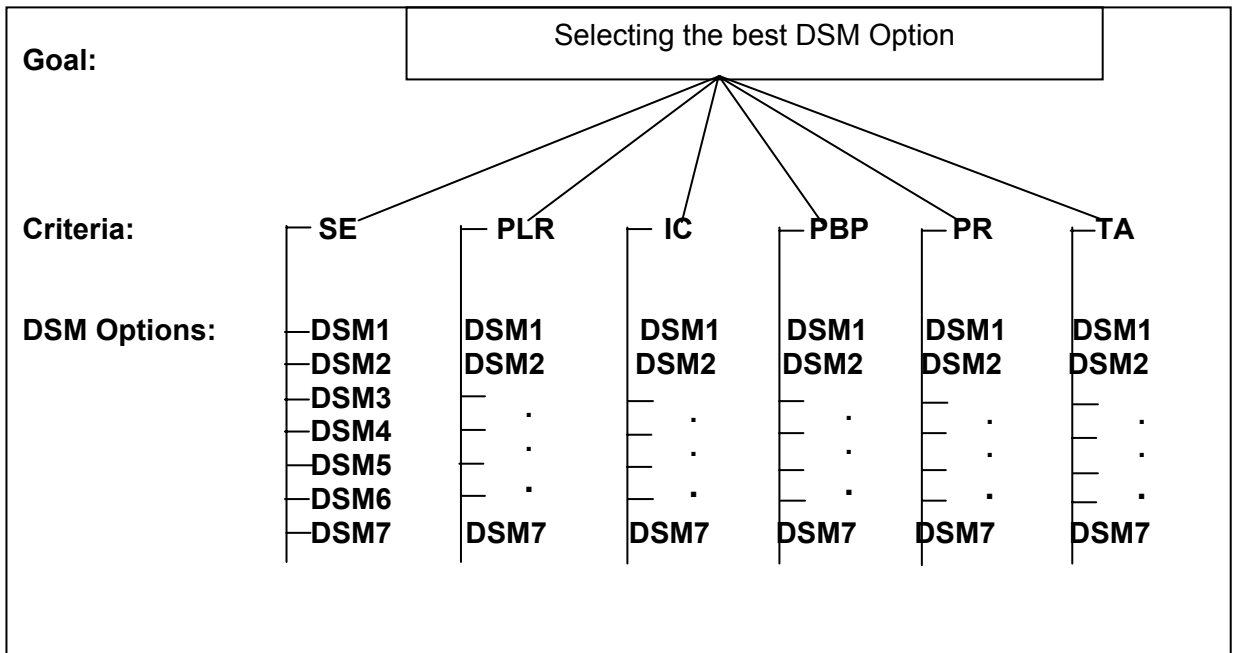 Selecting the best DSM Option
Goal:
Criteria: SE PLR IC PBP PR TA
DSM Options: DSM1 DSM1 DSM1 DSM1 DSM1 DSM1
DSM2 DSM2 DSM2 DSM2 DSM2 DSM2
DSM3
DSM4
DSM5
DSM6
DSM7 DSM7 DSM7 DSM7 DSM7 DSM7